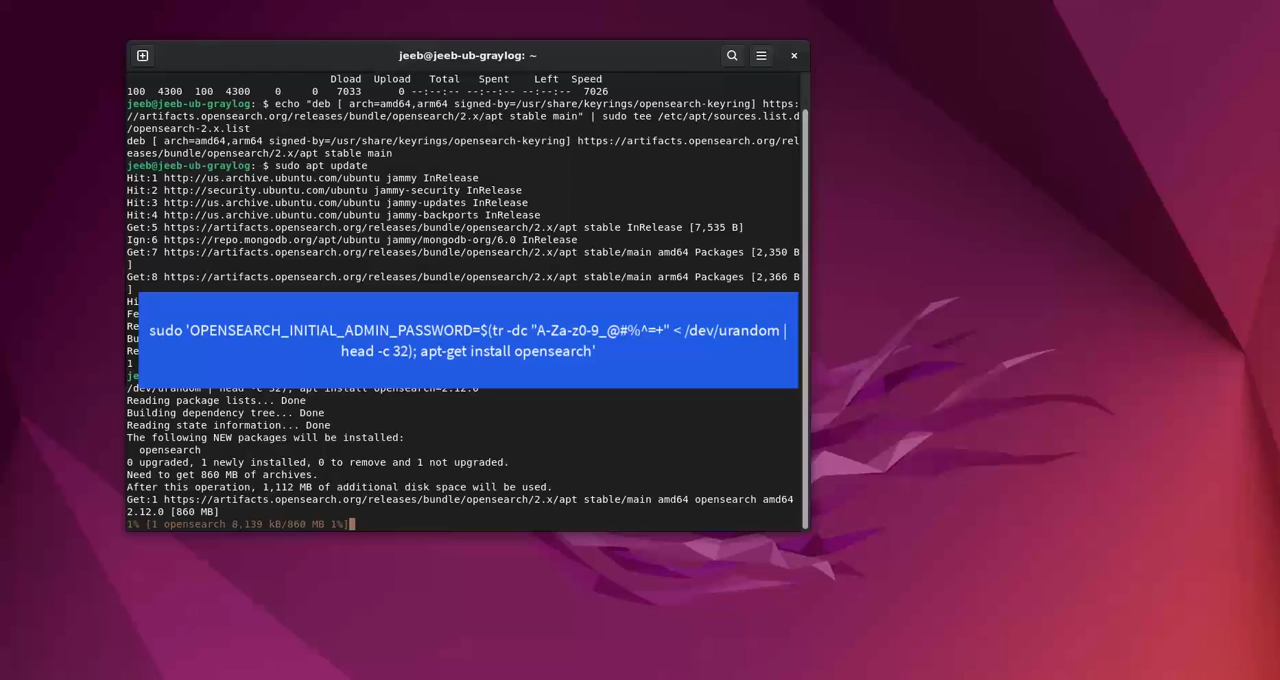 jeeb@jeeb-ub-graylog: ~
Dload Upload Total Spent Left Speed
100 4300 100 4300 0 0 7033 0 --:--:-- --:--:-- --:--:-- 7026
jeeb@jeeb-ub-graylog: $ echo "deb [ arch=amd64,arm64 signed-by=/usr/share/keyrings/opensearch-keyring] https:
//artifacts.opensearch.org/releases/bundle/opensearch/2.x/apt stable main" | sudo tee /etc/apt/sources.list.d
/opensearch-2.x.list
deb [ arch=amd64,arm64 signed-by=/usr/share/keyrings/opensearch-keyring] https://artifacts.opensearch.org/rel
eases/bundle/opensearch/2.x/apt stable main
jeeb@jeeb-ub-graylog: $ sudo apt update
Hit:1 http://us.archive.ubuntu.com/ubuntu jammy InRelease
Hit:2 http://security.ubuntu.com/ubuntu jammy-security InRelease
Hit:3 http://us.archive.ubuntu.com/ubuntu jammy-updates InRelease
Hit:4 http://us.archive.ubuntu.com/ubuntu jammy-backports InRelease
Get:5 https://artifacts.opensearch.org/releases/bundle/opensearch/2.x/apt stable InRelease [7,535 B]
Ign:6 https://repo.mongodb.org/apt/ubuntu jammy/mongodb-org/6.0 InRelease
Get:7 https://artifacts.opensearch.org/releases/bundle/opensearch/2.x/apt stable/main amd64 Packages [2,350 B
]
Get:8 https://artifacts.opensearch.org/releases/bundle/opensearch/2.x/apt stable/main arm64 Packages [2,366 B
]
Hi
Fe
Re
Bu
Re
1
je
sudo 'OPENSEARCH_INITIAL_ADMIN_PASSWORD=$(tr -dc "A-Za-z0-9_@#%^=+" < /dev/urandom |
head -c 32); apt-get install opensearch'
/dev/urandom | head -c 32); apt install opensearch=2.12.0
Reading package lists... Done
Building dependency tree... Done
Reading state information... Done
The following NEW packages will be installed:
opensearch
0 upgraded, 1 newly installed, 0 to remove and 1 not upgraded.
Need to get 860 MB of archives.
After this operation, 1,112 MB of additional disk space will be used.
Get:1 https://artifacts.opensearch.org/releases/bundle/opensearch/2.x/apt stable/main amd64 opensearch amd64
2.12.0 [860 MB]
1% [1 opensearch 8,139 kB/860 MB 1%]